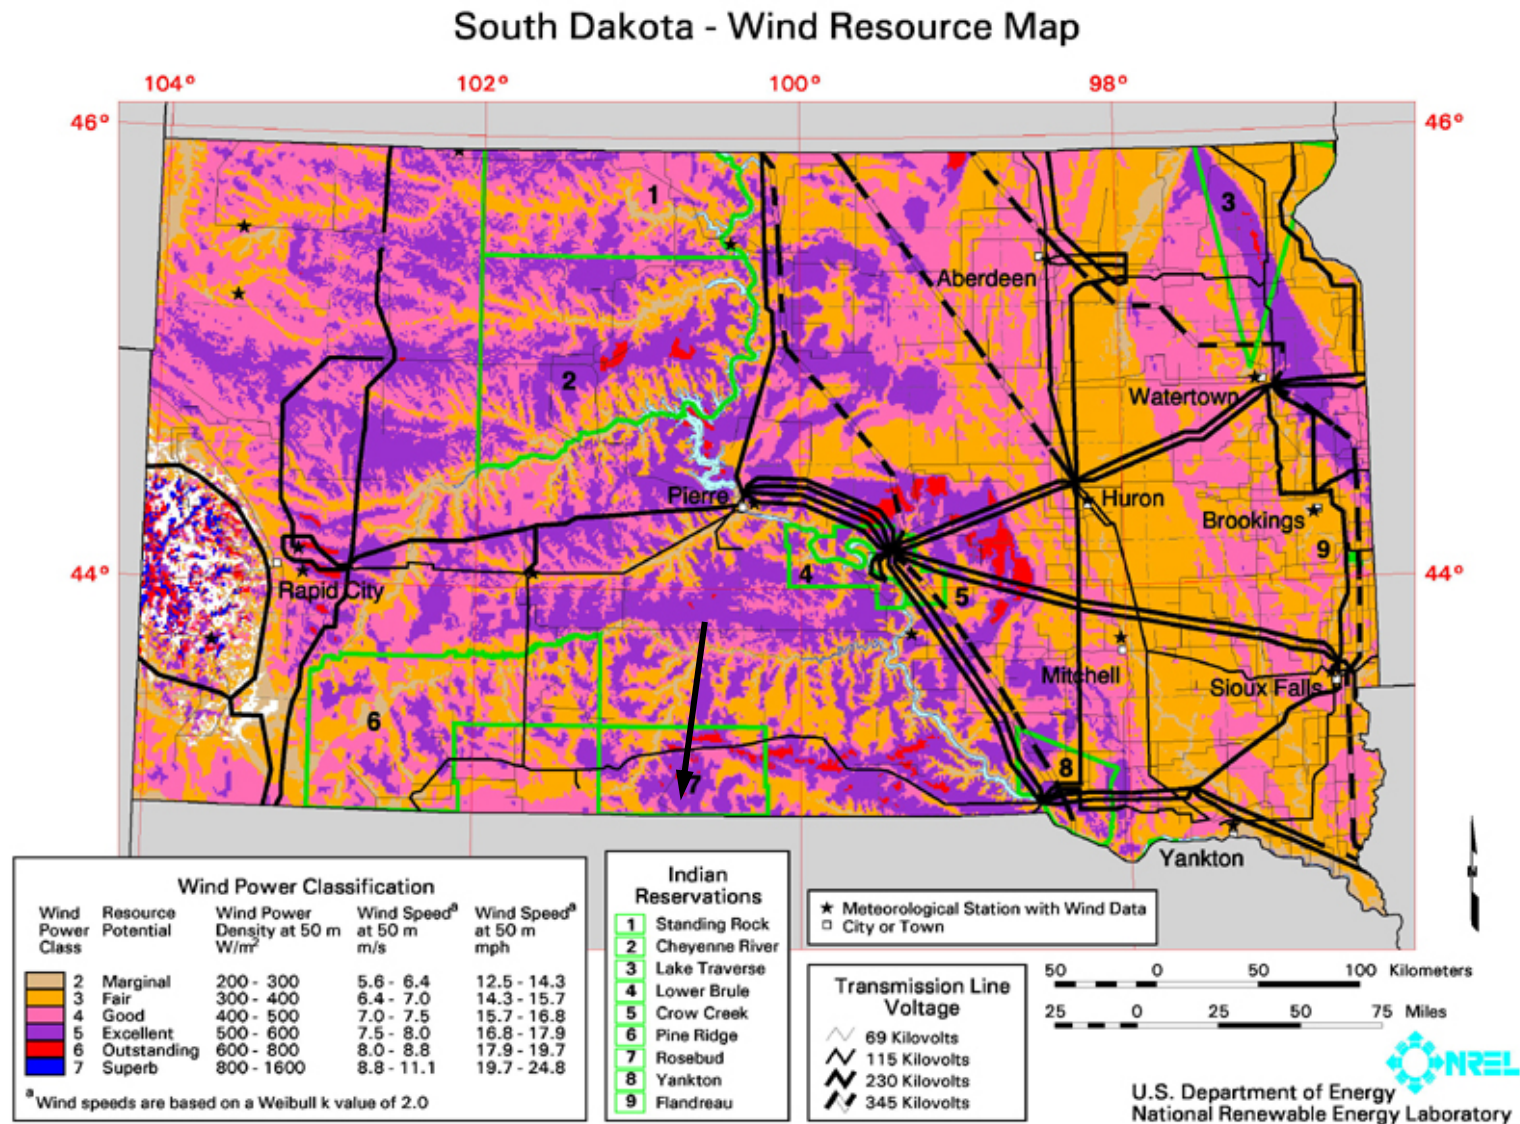 South Dakota - Wind Resource Map
104° 102° 100° 98°
46° 46°
1
3
Aberdeen
2
Watertown
Pierre
Huron
Brookings
9
44° 44°
4
Rapid City
5
Mitchell
Sioux Falls
6
8
7
Yankton
Wind Power Classification
Wind Power Class
Resource Potential
Wind Power Density at 50 m W/m²
Wind Speedᵃ at 50 m m/s
Wind Speedᵃ at 50 m mph
2 Marginal 200 - 300 5.6 - 6.4 12.5 - 14.3
3 Fair 300 - 400 6.4 - 7.0 14.3 - 15.7
4 Good 400 - 500 7.0 - 7.5 15.7 - 16.8
5 Excellent 500 - 600 7.5 - 8.0 16.8 - 17.9
6 Outstanding 600 - 800 8.0 - 8.8 17.9 - 19.7
7 Superb 800 - 1600 8.8 - 11.1 19.7 - 24.8
ᵃ Wind speeds are based on a Weibull k value of 2.0
Indian
Reservations
1 Standing Rock
2 Cheyenne River
3 Lake Traverse
4 Lower Brule
5 Crow Creek
6 Pine Ridge
7 Rosebud
8 Yankton
9 Flandreau
Meteorological Station with Wind Data
City or Town
Transmission Line
Voltage
69 Kilovolts
115 Kilovolts
230 Kilovolts
345 Kilovolts
N
50 0 50 100 Kilometers
25 0 25 50 75 Miles
NREL
U.S. Department of Energy
National Renewable Energy Laboratory